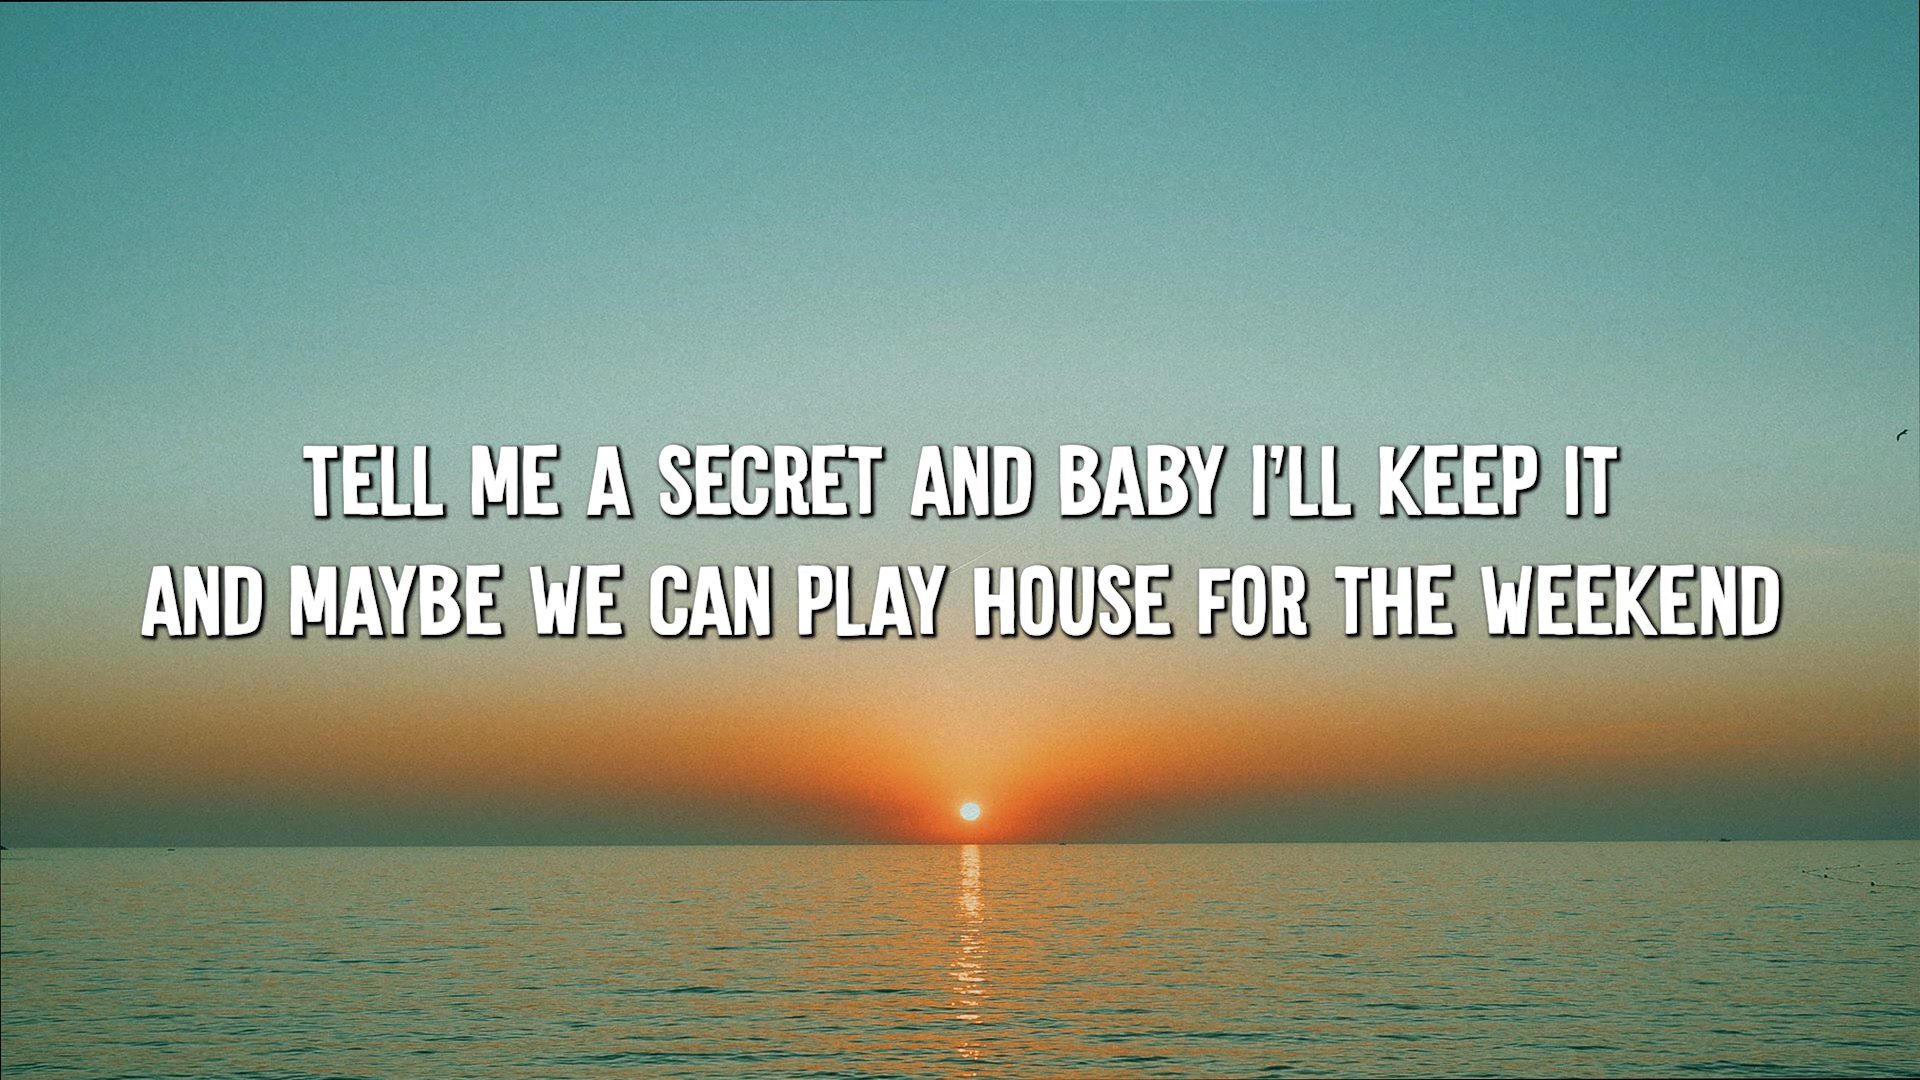 TELL ME A SECRET AND BABY I'LL KEEP IT
AND MAYBE WE CAN PLAY HOUSE FOR THE WEEKEND